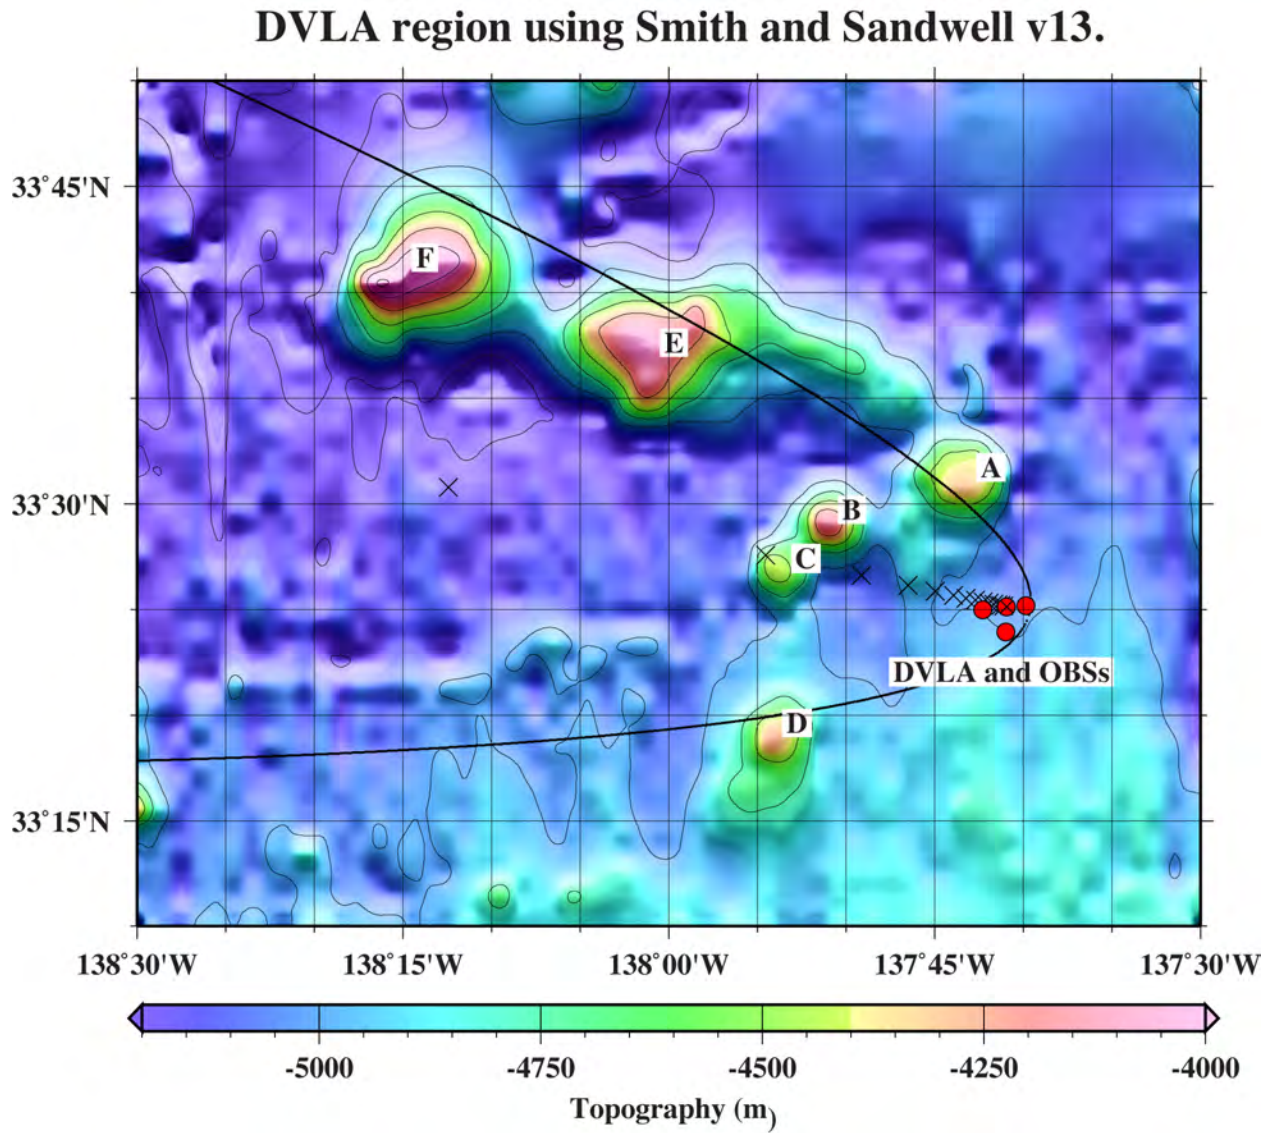 DVLA region using Smith and Sandwell v13.
33°45'N
F
E
A
33°30'N
B
C
DVLA and OBSs
D
33°15'N
138°30'W 138°15'W 138°00'W 137°45'W 137°30'W
-5000 -4750 -4500 -4250 -4000
Topography (m)